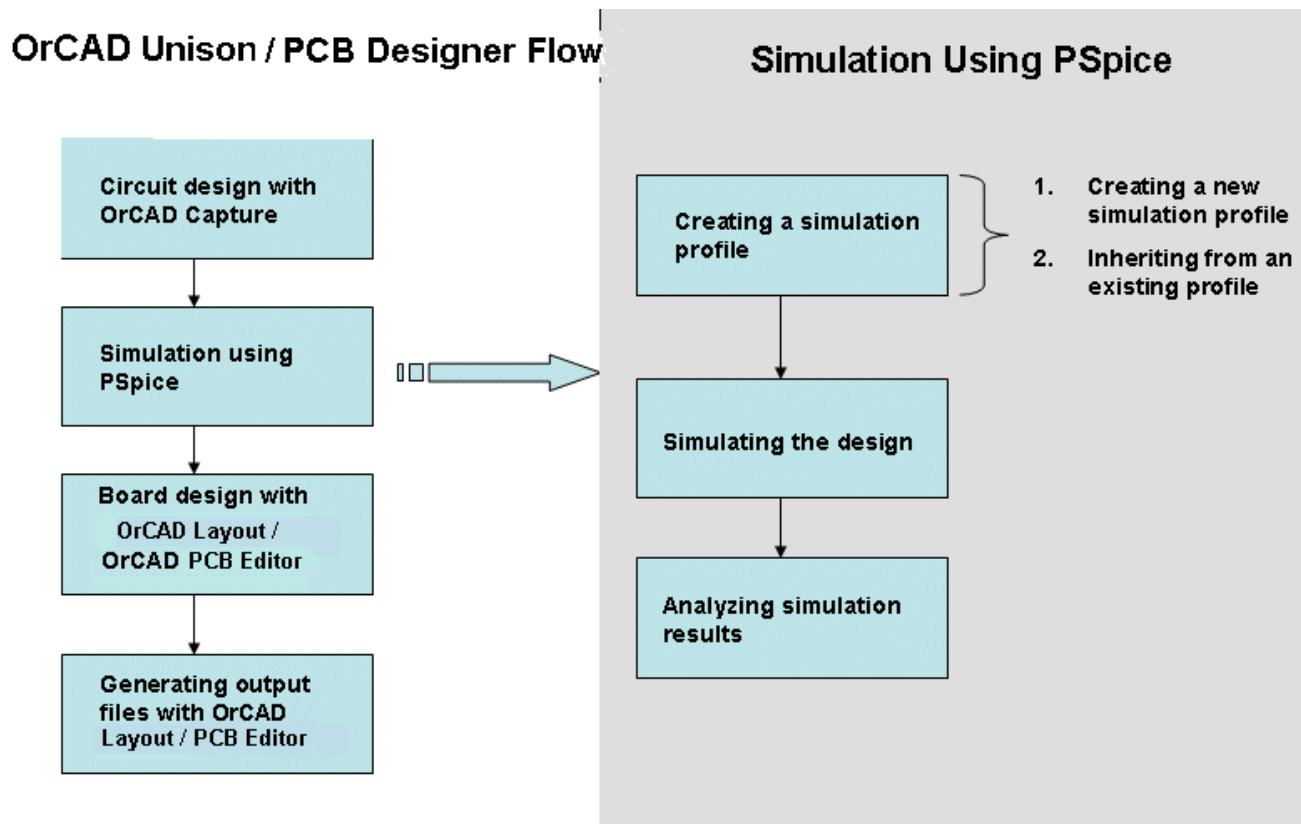 OrCAD Unison / PCB Designer Flow
Circuit design with
OrCAD Capture
Simulation using
PSpice
Board design with
OrCAD Layout /
OrCAD PCB Editor
Generating output
files with OrCAD
Layout / PCB Editor
Simulation Using PSpice
Creating a simulation
profile
1. Creating a new
simulation profile
2. Inheriting from an
existing profile
Simulating the design
Analyzing simulation
results